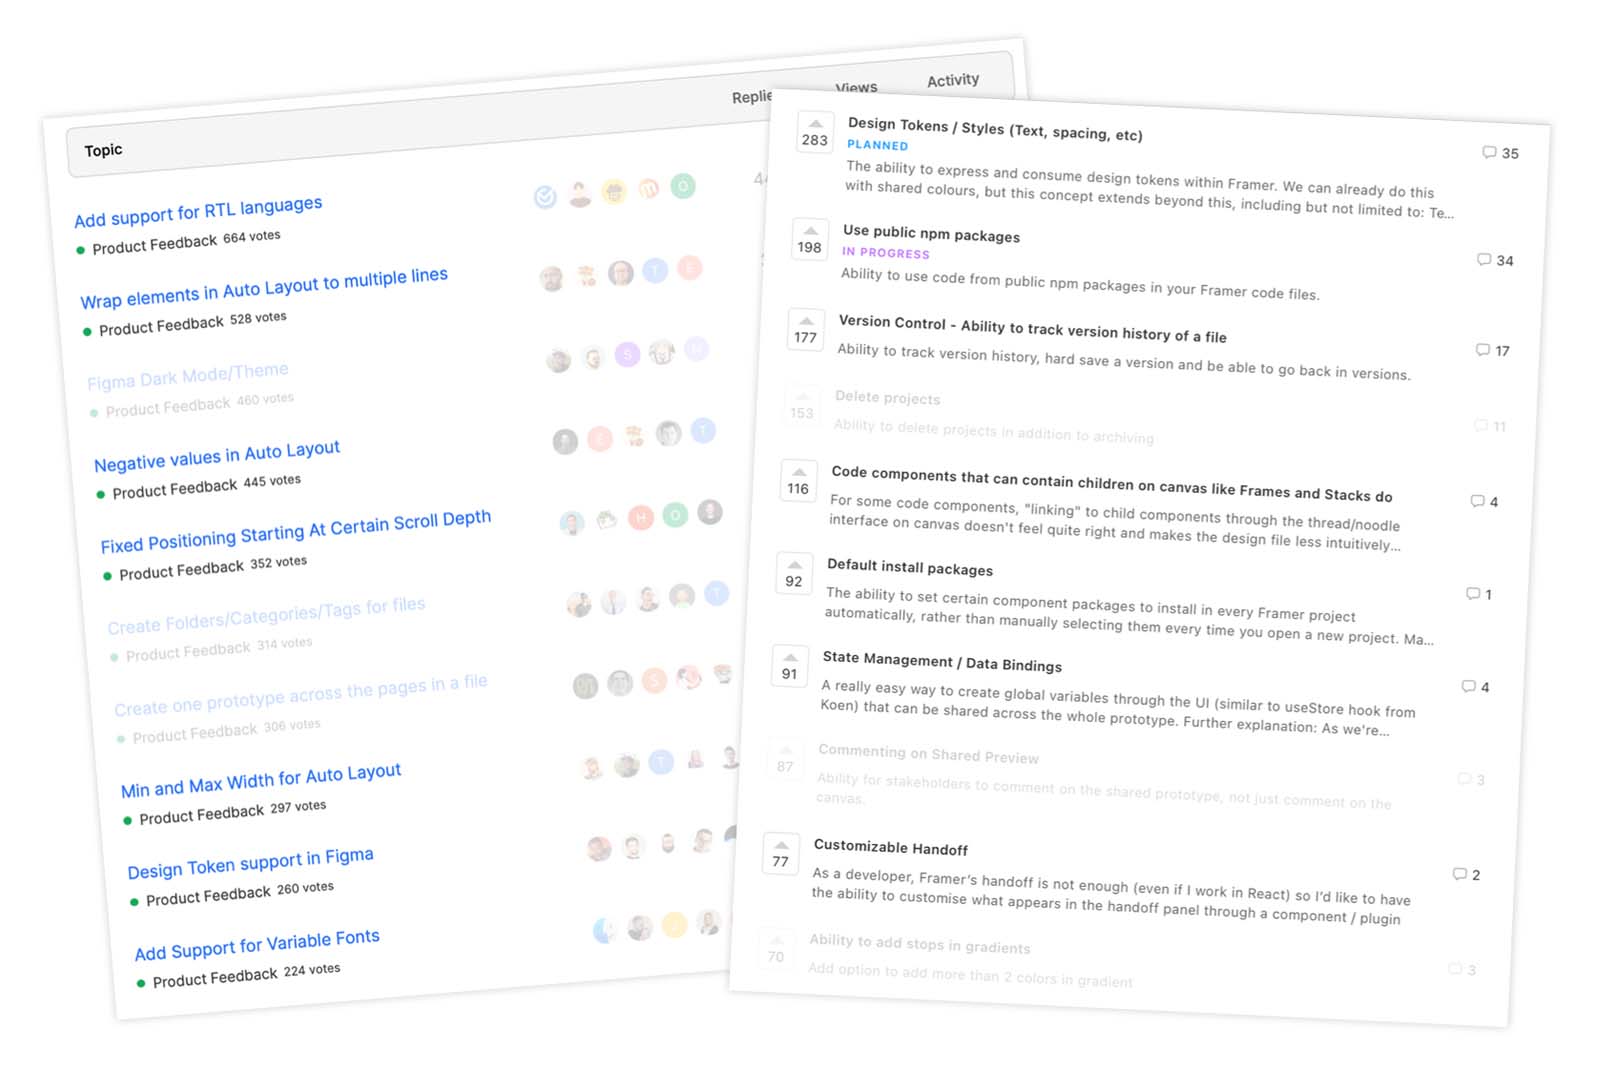 Topic
Views
Activity
Add support for RTL languages
Product Feedback 664 votes
Wrap elements in Auto Layout to multiple lines
Product Feedback 528 votes
Figma Dark Mode/Theme
Product Feedback 460 votes
Negative values in Auto Layout
Product Feedback 445 votes
Fixed Positioning Starting At Certain Scroll Depth
Product Feedback 352 votes
Create Folders/Categories/Tags for files
Product Feedback 314 votes
Create one prototype across the pages in a file
Product Feedback 306 votes
Min and Max Width for Auto Layout
Product Feedback 297 votes
Design Token support in Figma
Product Feedback 260 votes
Add Support for Variable Fonts
Product Feedback 224 votes
283
Design Tokens / Styles (Text, spacing, etc)
35
PLANNED
The ability to express and consume design tokens within Framer. We can already do this
with shared colours, but this concept extends beyond this, including but not limited to: Te...
198
Use public npm packages
34
IN PROGRESS
Ability to use code from public npm packages in your Framer code files.
177
Version Control - Ability to track version history of a file
17
Ability to track version history, hard save a version and be able to go back in versions.
153
Delete projects
11
Ability to delete projects in addition to archiving
116
Code components that can contain children on canvas like Frames and Stacks do
4
For some code components, "linking" to child components through the thread/noodle
interface on canvas doesn't feel quite right and makes the design file less intuitively...
92
Default install packages
1
The ability to set certain component packages to install in every Framer project
automatically, rather than manually selecting them every time you open a new project. Ma...
91
State Management / Data Bindings
4
A really easy way to create global variables through the UI (similar to useStore hook from
Koen) that can be shared across the whole prototype. Further explanation: As we're...
87
Commenting on Shared Preview
3
Ability for stakeholders to comment on the shared prototype, not just comment on the
canvas.
77
Customizable Handoff
2
As a developer, Framer's handoff is not enough (even if I work in React) so I'd like to have
the ability to customise what appears in the handoff panel through a component / plugin
70
Ability to add stops in gradients
3
Add option to add more than 2 colors in gradient